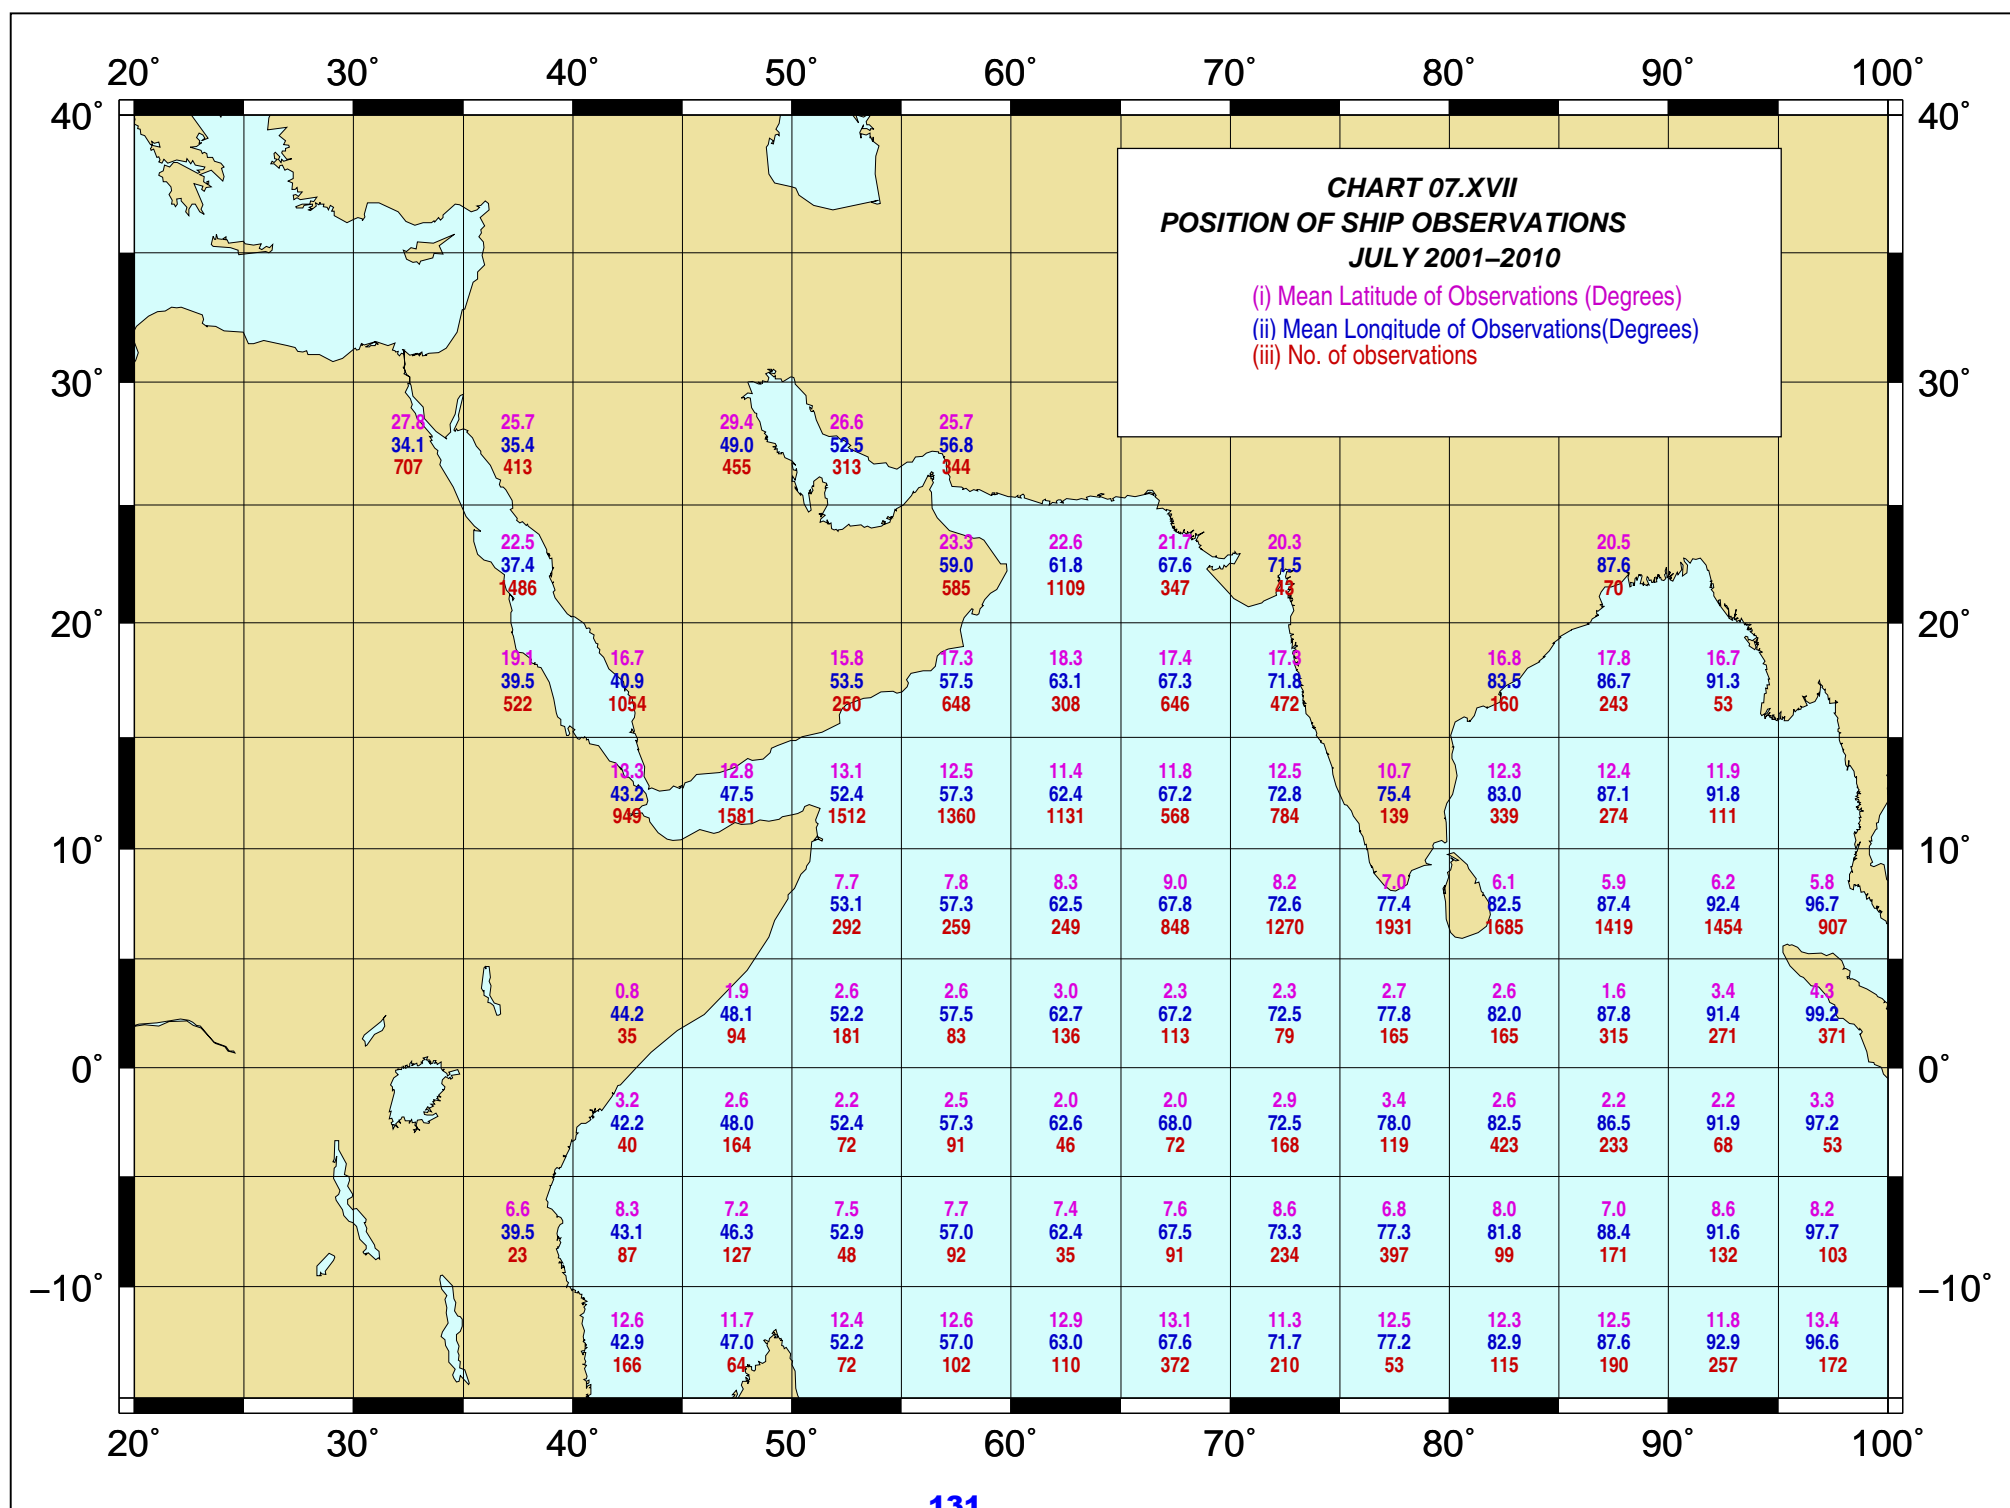 20° 30° 40° 50° 60° 70° 80° 90° 100°
40° 40°
CHART 07.XVII
POSITION OF SHIP OBSERVATIONS
JULY 2001–2010
(i) Mean Latitude of Observations (Degrees)
(ii) Mean Longitude of Observations(Degrees)
(iii) No. of observations
30° 30°
27.8 25.7 29.4 26.6 25.7
34.1 35.4 49.0 52.5 56.8
707 413 455 313 344
22.5 23.3 22.6 21.7 20.3 20.5
37.4 59.0 61.8 67.6 71.5 87.6
1486 585 1109 347 43 70
20° 20°
19.1 16.7 15.8 17.3 18.3 17.4 17.3 16.8 17.8 16.7
39.5 40.9 53.5 57.5 63.1 67.3 71.8 83.5 86.7 91.3
522 1054 250 648 308 646 472 160 243 53
13.3 12.8 13.1 12.5 11.4 11.8 12.5 10.7 12.3 12.4 11.9
43.2 47.5 52.4 57.3 62.4 67.2 72.8 75.4 83.0 87.1 91.8
949 1581 1512 1360 1131 568 784 139 339 274 111
10° 10°
7.7 7.8 8.3 9.0 8.2 7.0 6.1 5.9 6.2 5.8
53.1 57.3 62.5 67.8 72.6 77.4 82.5 87.4 92.4 96.7
292 259 249 848 1270 1931 1685 1419 1454 907
0.8 1.9 2.6 2.6 3.0 2.3 2.3 2.7 2.6 1.6 3.4 4.3
44.2 48.1 52.2 57.5 62.7 67.2 72.5 77.8 82.0 87.8 91.4 99.2
35 94 181 83 136 113 79 165 165 315 271 371
0° 0°
3.2 2.6 2.2 2.5 2.0 2.0 2.9 3.4 2.6 2.2 2.2 3.3
42.2 48.0 52.4 57.3 62.6 68.0 72.5 78.0 82.5 86.5 91.9 97.2
40 164 72 91 46 72 168 119 423 233 68 53
6.6 8.3 7.2 7.5 7.7 7.4 7.6 8.6 6.8 8.0 7.0 8.6 8.2
39.5 43.1 46.3 52.9 57.0 62.4 67.5 73.3 77.3 81.8 88.4 91.6 97.7
23 87 127 48 92 35 91 234 397 99 171 132 103
–10° –10°
12.6 11.7 12.4 12.6 12.9 13.1 11.3 12.5 12.3 12.5 11.8 13.4
42.9 47.0 52.2 57.0 63.0 67.6 71.7 77.2 82.9 87.6 92.9 96.6
166 64 72 102 110 372 210 53 115 190 257 172
20° 30° 40° 50° 60° 70° 80° 90° 100°
131